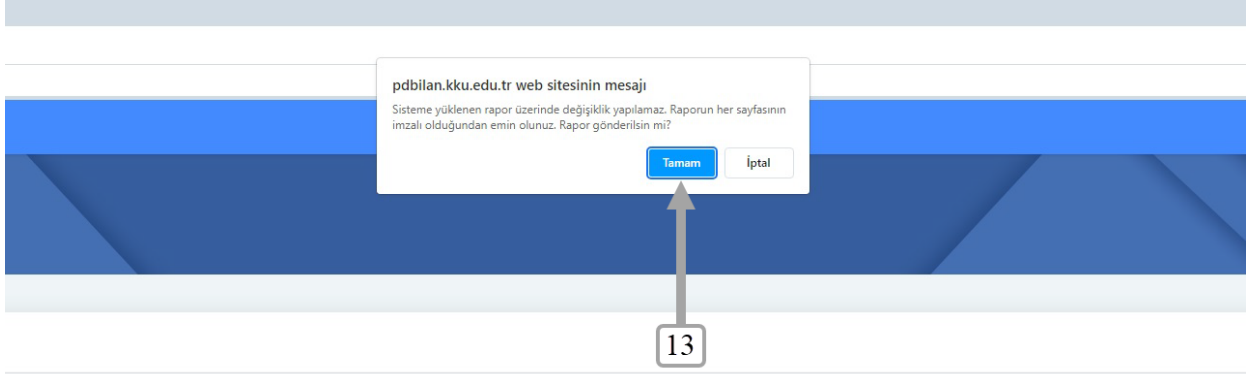 pdbilan.kku.edu.tr web sitesinin mesajı
Sisteme yüklenen rapor üzerinde değişiklik yapılamaz. Raporun her sayfasının
imzalı olduğundan emin olunuz. Rapor gönderilsin mi?
Tamam İptal
13